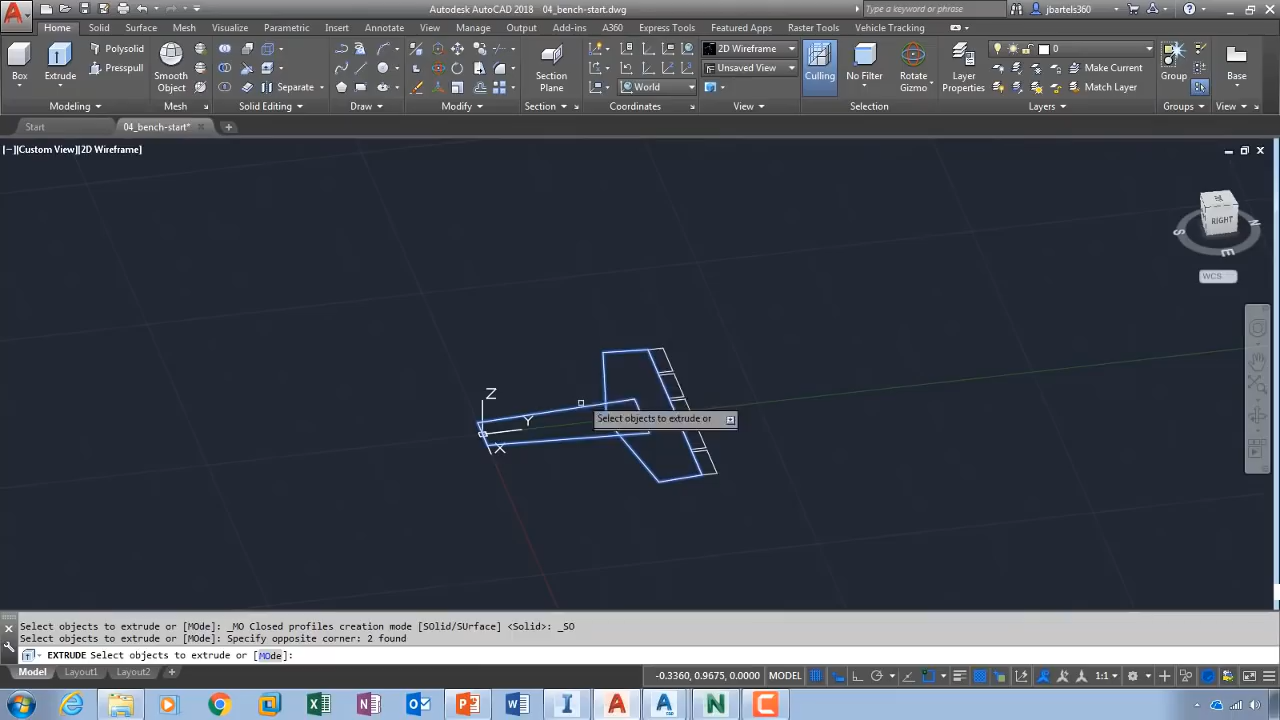 Autodesk AutoCAD 2018   04_bench-start.dwg
Type a keyword or phrase
jbartels360
Home Solid Surface Mesh Visualize Parametric Insert Annotate View Manage Output Add-ins A360 Express Tools Featured Apps Raster Tools Vehicle Tracking
Polysolid
Presspull
Box
Extrude
Smooth Object
Separate
Section Plane
World
2D Wireframe
Unsaved View
Culling
No Filter
Rotate Gizmo
Layer Properties
0
Make Current
Match Layer
Group
Base
Modeling
Mesh
Solid Editing
Draw
Modify
Section
Coordinates
View
Selection
Layers
Groups
View
Start
04_bench-start*
[−][Custom View][2D Wireframe]
RIGHT
S
N
E
WCS
Z
Y
X
Select objects to extrude or
Select objects to extrude or [MOde]: _MO Closed profiles creation mode [SOlid/SUrface] <Solid>: _SO
Select objects to extrude or [MOde]: Specify opposite corner: 2 found
EXTRUDE Select objects to extrude or [MOde]:
Model Layout1 Layout2 +
-0.3360, 0.9675, 0.0000 MODEL
1:1